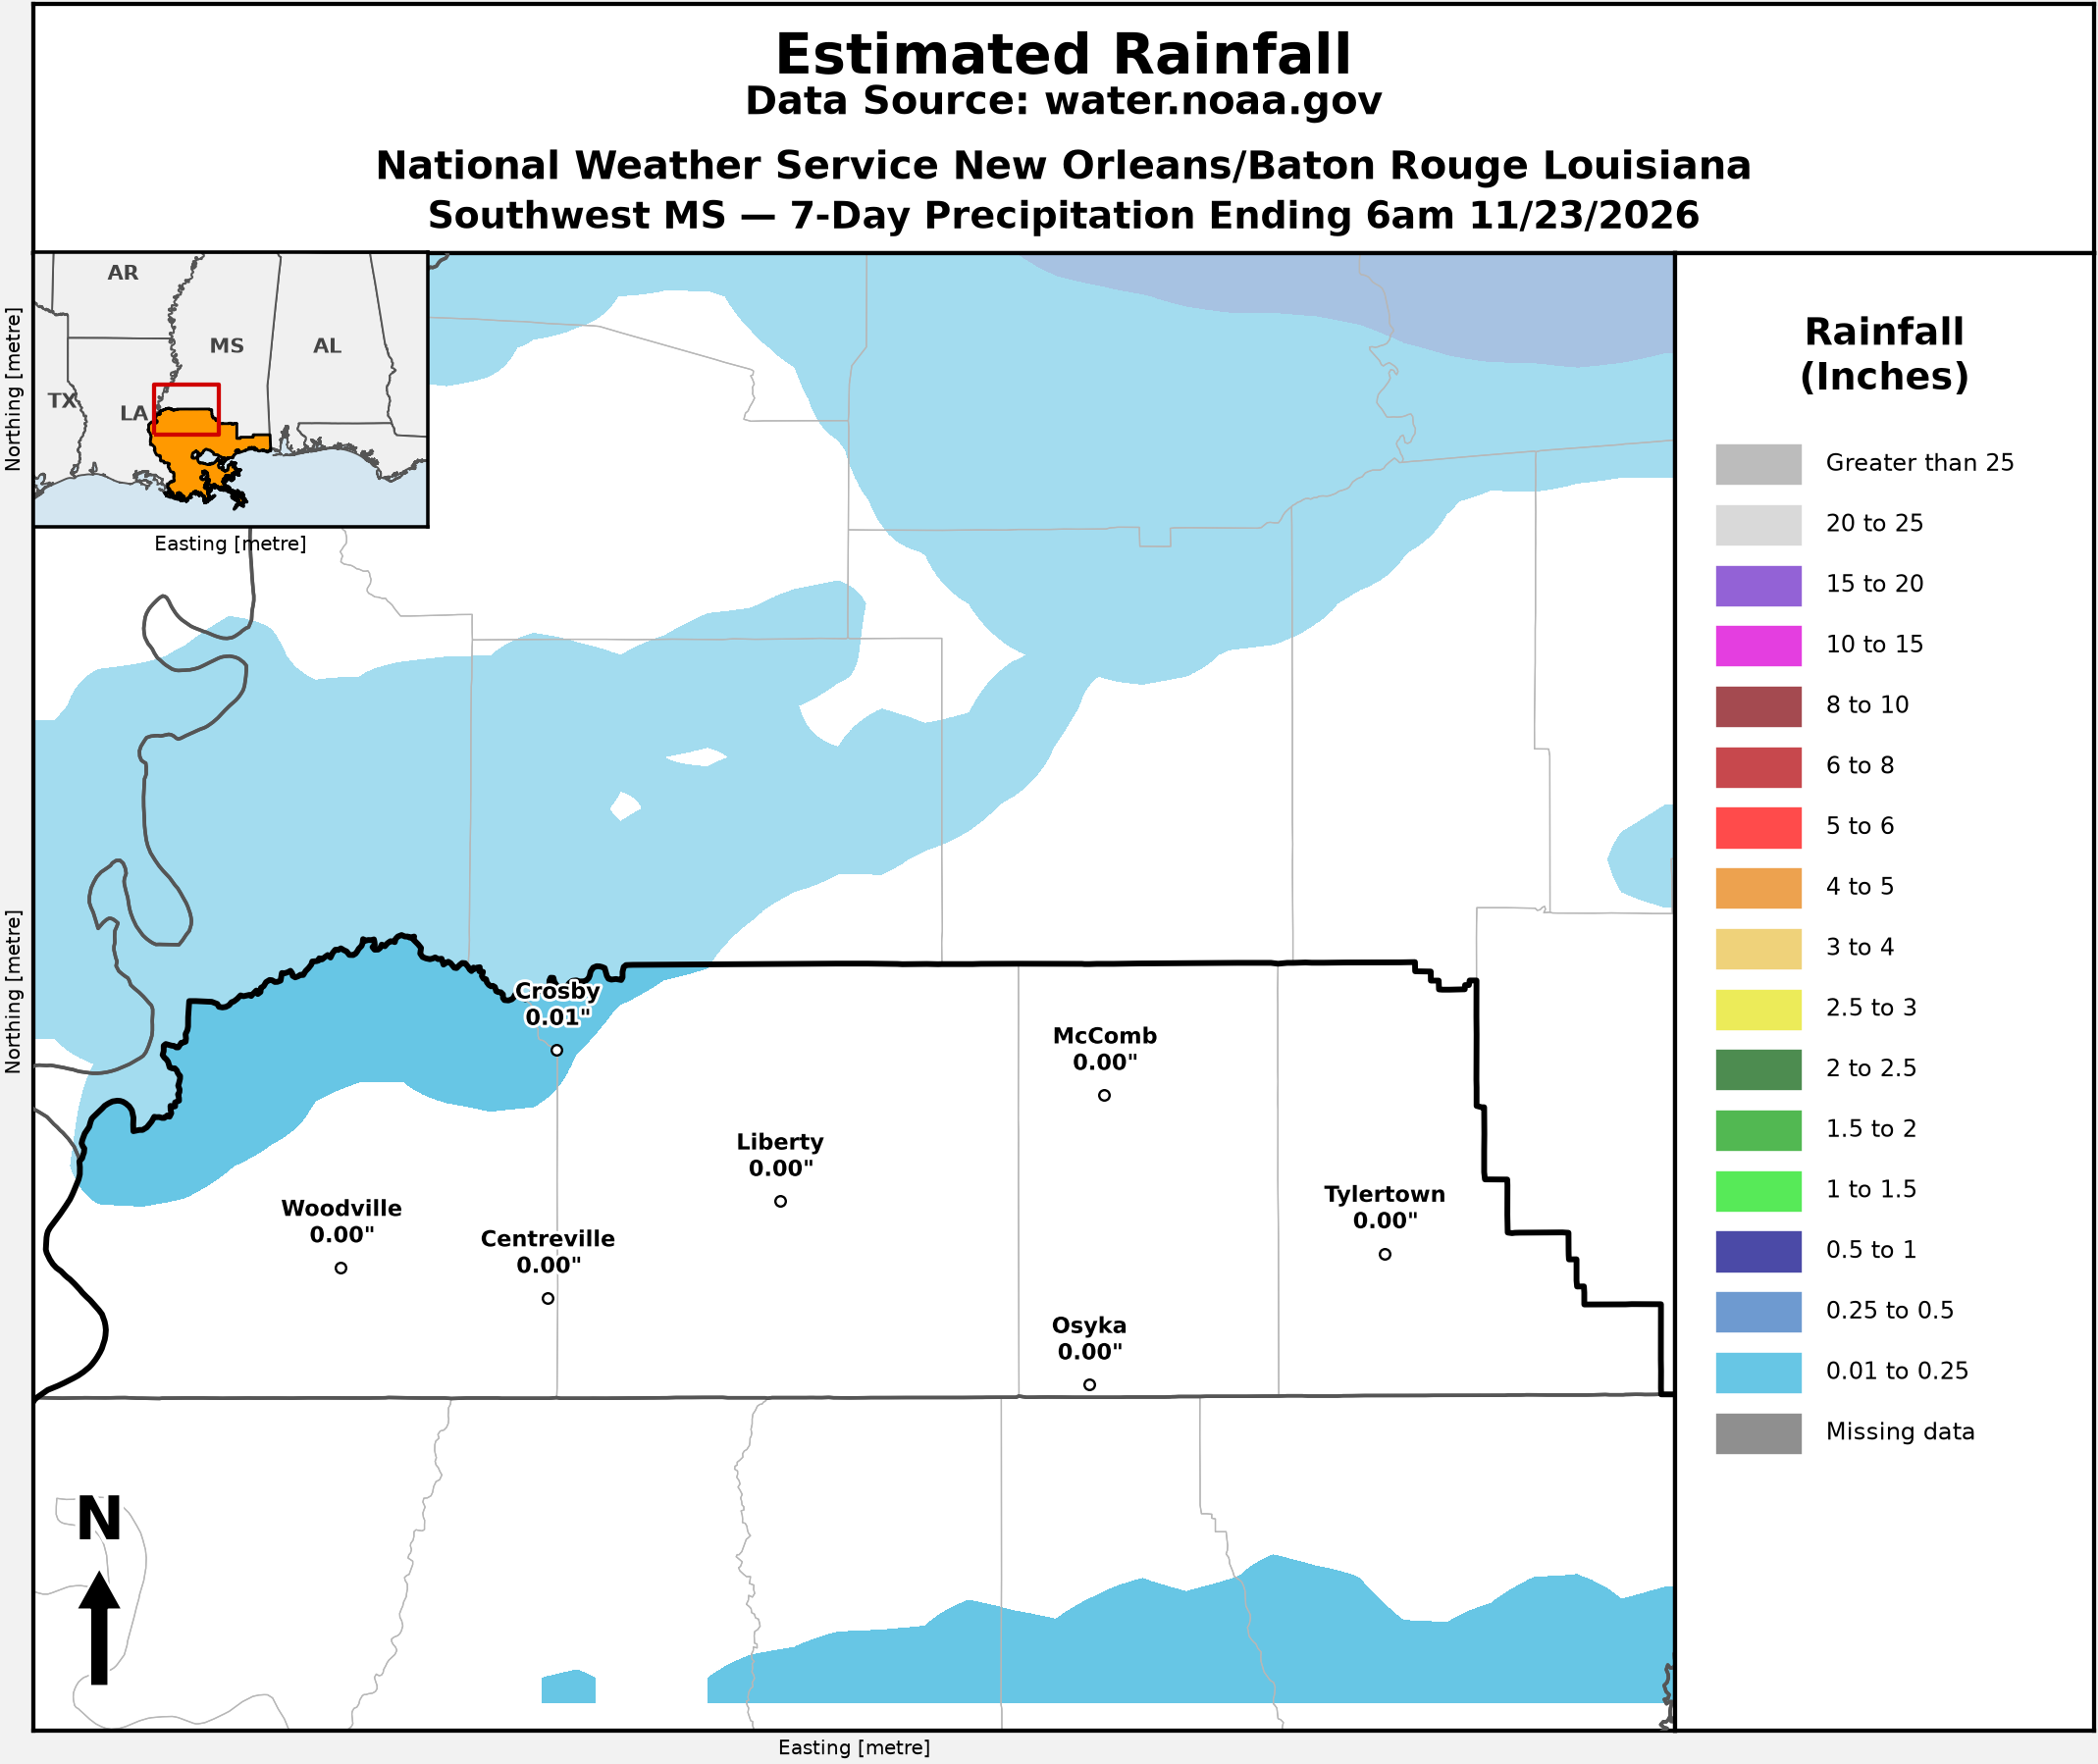 Estimated Rainfall
Data Source: water.noaa.gov
National Weather Service New Orleans/Baton Rouge Louisiana
Southwest MS — 7-Day Precipitation Ending 6am 11/23/2026
AR
MS
AL
TX
LA
Northing [metre]
Easting [metre]
Northing [metre]
Crosby
0.01"
McComb
0.00"
Liberty
0.00"
Woodville
0.00"
Centreville
0.00"
Tylertown
0.00"
Osyka
0.00"
N
Easting [metre]
Rainfall
(Inches)
Greater than 25
20 to 25
15 to 20
10 to 15
8 to 10
6 to 8
5 to 6
4 to 5
3 to 4
2.5 to 3
2 to 2.5
1.5 to 2
1 to 1.5
0.5 to 1
0.25 to 0.5
0.01 to 0.25
Missing data